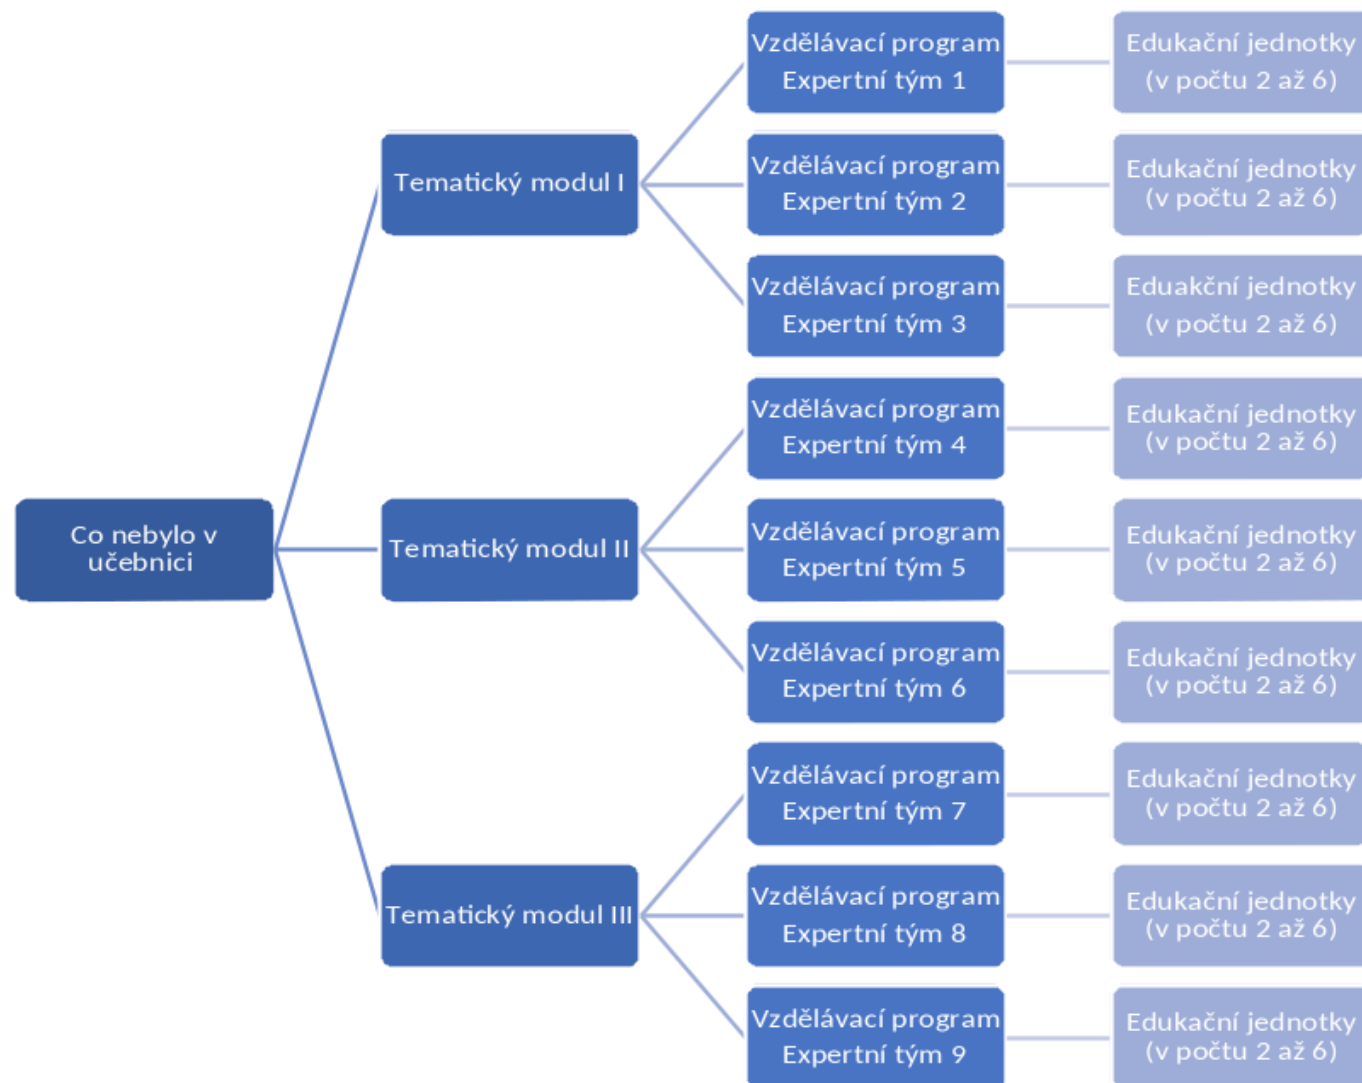 Co nebylo v
učebnici
Tematický modul I
Vzdělávací program
Expertní tým 1
Edukační jednotky
(v počtu 2 až 6)
Vzdělávací program
Expertní tým 2
Edukační jednotky
(v počtu 2 až 6)
Vzdělávací program
Expertní tým 3
Eduakční jednotky
(v počtu 2 až 6)
Tematický modul II
Vzdělávací program
Expertní tým 4
Edukační jednotky
(v počtu 2 až 6)
Vzdělávací program
Expertní tým 5
Edukační jednotky
(v počtu 2 až 6)
Vzdělávací program
Expertní tým 6
Edukační jednotky
(v počtu 2 až 6)
Tematický modul III
Vzdělávací program
Expertní tým 7
Edukační jednotky
(v počtu 2 až 6)
Vzdělávací program
Expertní tým 8
Edukační jednotky
(v počtu 2 až 6)
Vzdělávací program
Expertní tým 9
Edukační jednotky
(v počtu 2 až 6)